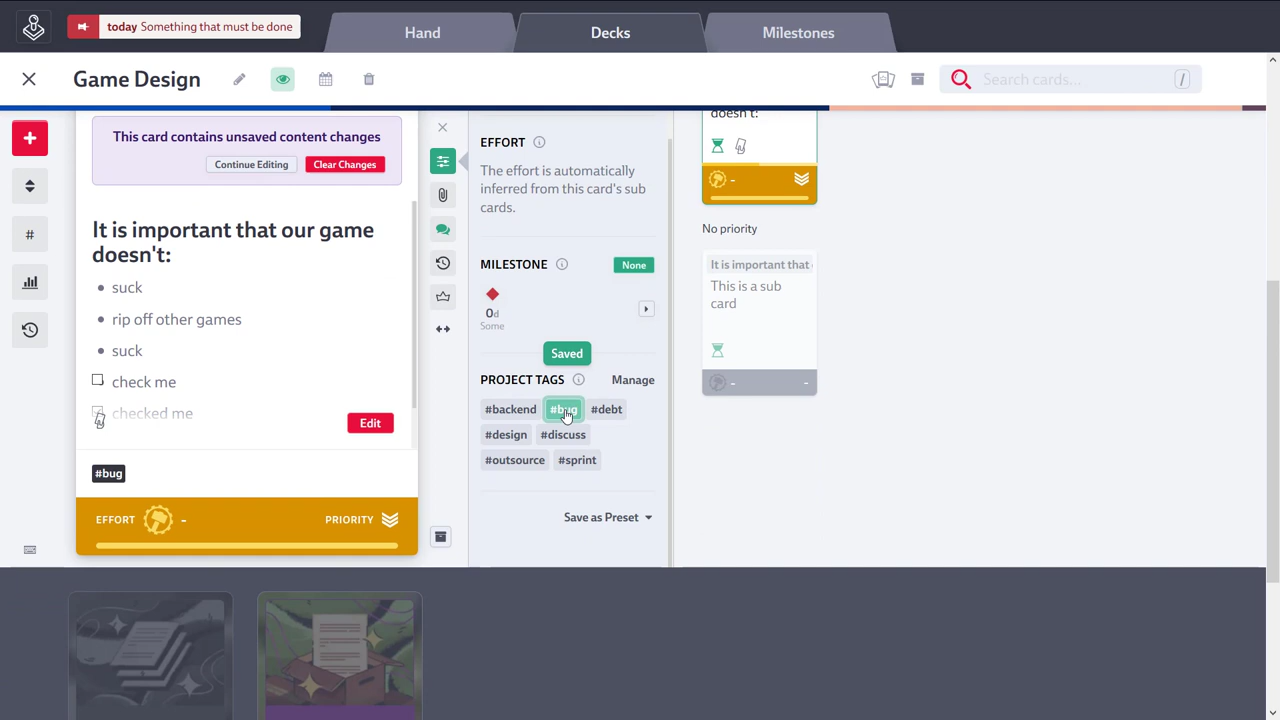 today Something that must be done
Hand
Decks
Milestones
Game Design
Search cards...
/
This card contains unsaved content changes
Continue Editing
Clear Changes
It is important that our game
doesn't:
suck
rip off other games
suck
check me
checked me
Edit
#bug
EFFORT
-
PRIORITY
#
EFFORT
The effort is automatically
inferred from this card's sub
cards.
MILESTONE
None
0d
Some
Saved
PROJECT TAGS
Manage
#backend #bug #debt
#design #discuss
#outsource #sprint
Save as Preset
doesn't:
-
No priority
It is important that
This is a sub
card
- -